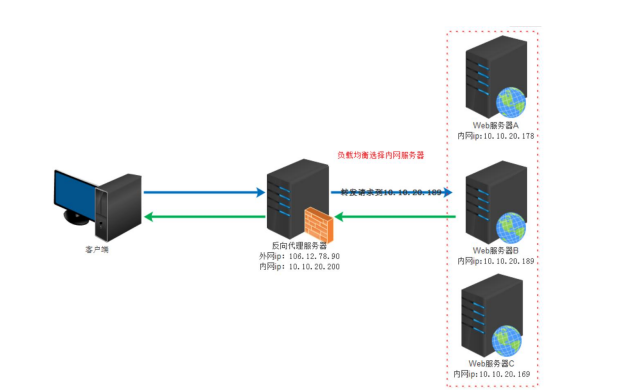 Web服务器A
内网ip:10.10.20.178
负载均衡选择内网服务器
转发请求到10.10.20.189
客户端
反向代理服务器
外网ip: 106.12.78.90
内网ip: 10.10.20.200
Web服务器B
内网ip:10.10.20.189
Web服务器C
内网ip:10.10.20.169